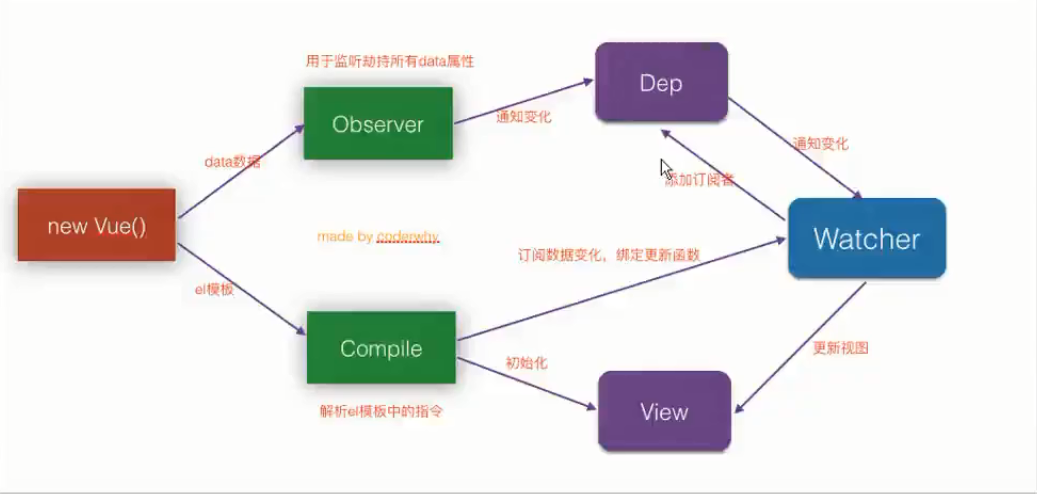 用于监听劫持所有data属性
Dep
Observer
通知变化
通知变化
data数据
添加订阅者
new Vue()
made by coderwhy
Watcher
订阅数据变化，绑定更新函数
el模板
Compile
初始化
更新视图
解析el模板中的指令
View